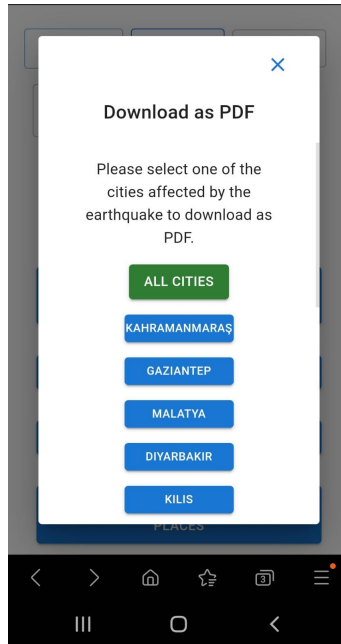 Download as PDF
Please select one of the
cities affected by the
earthquake to download as
PDF.
ALL CITIES
KAHRAMANMARAŞ
GAZIANTEP
MALATYA
DIYARBAKIR
KILIS
PLACES
3